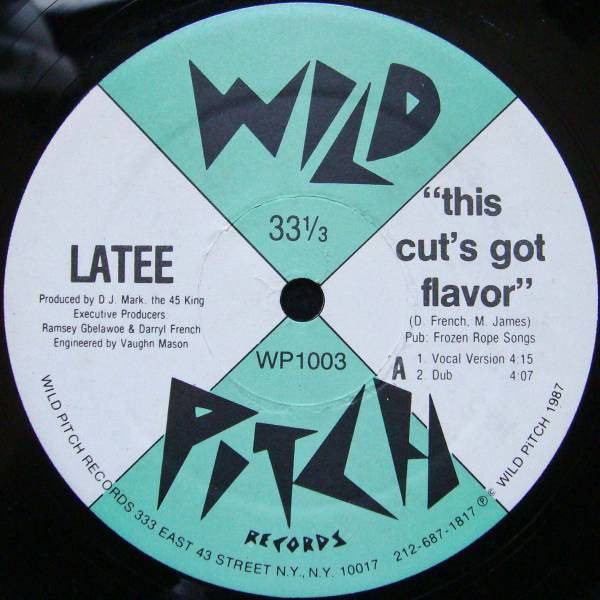 WILD
33⅓
LATEE
Produced by D.J. Mark, the 45 King
Executive Producers
Ramsey Gbelawoe & Darryl French
Engineered by Vaughn Mason
"this
cut's got
flavor"
(D. French, M. James)
Pub: Frozen Rope Songs
A
1. Vocal Version 4:15
2. Dub 4:07
WP1003
PITCH
RECORDS
WILD PITCH RECORDS 333 EAST 43 STREET N.Y., N.Y. 10017 212-687-1817 ℗ © WILD PITCH 1987